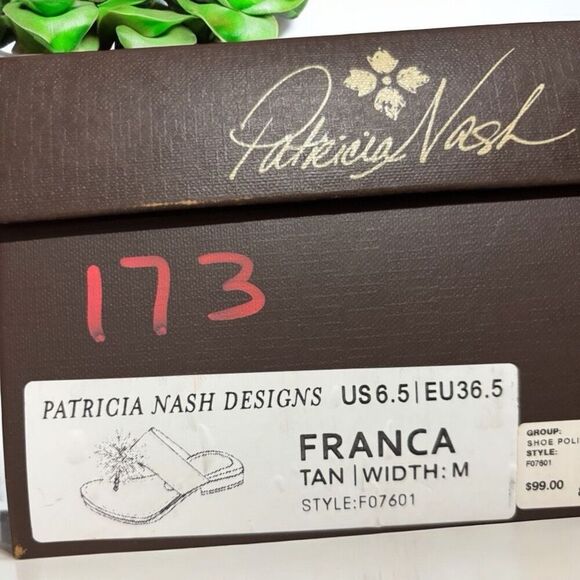 Patricia Nash
173
PATRICIA NASH DESIGNS US6.5|EU36.5
FRANCA
TAN|WIDTH:M
STYLE:F07601
GROUP:
SHOE POLI
STYLE:
F07601
$99.00